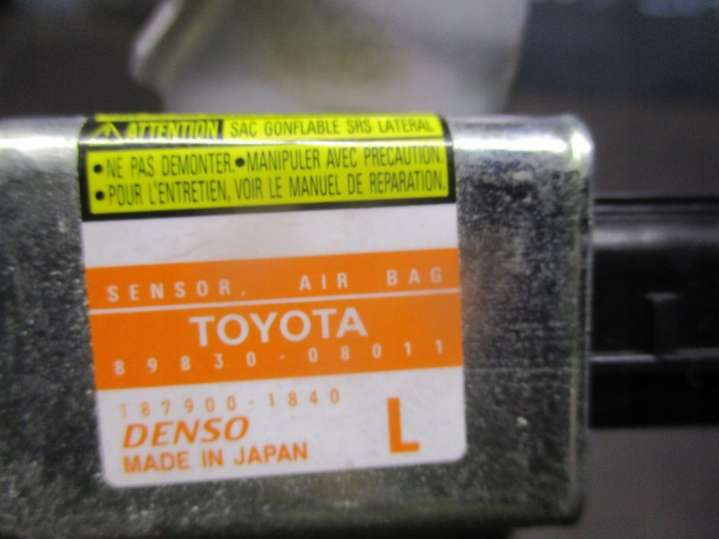 ATTENTION SAC GONFLABLE SRS LATERAL
•NE PAS DEMONTER.•MANIPULER AVEC PRECAUTION.
•POUR L'ENTRETIEN, VOIR LE MANUEL DE REPARATION.
SENSOR, AIR BAG
TOYOTA
89830-08011
187900-1840
DENSO
L
MADE IN JAPAN